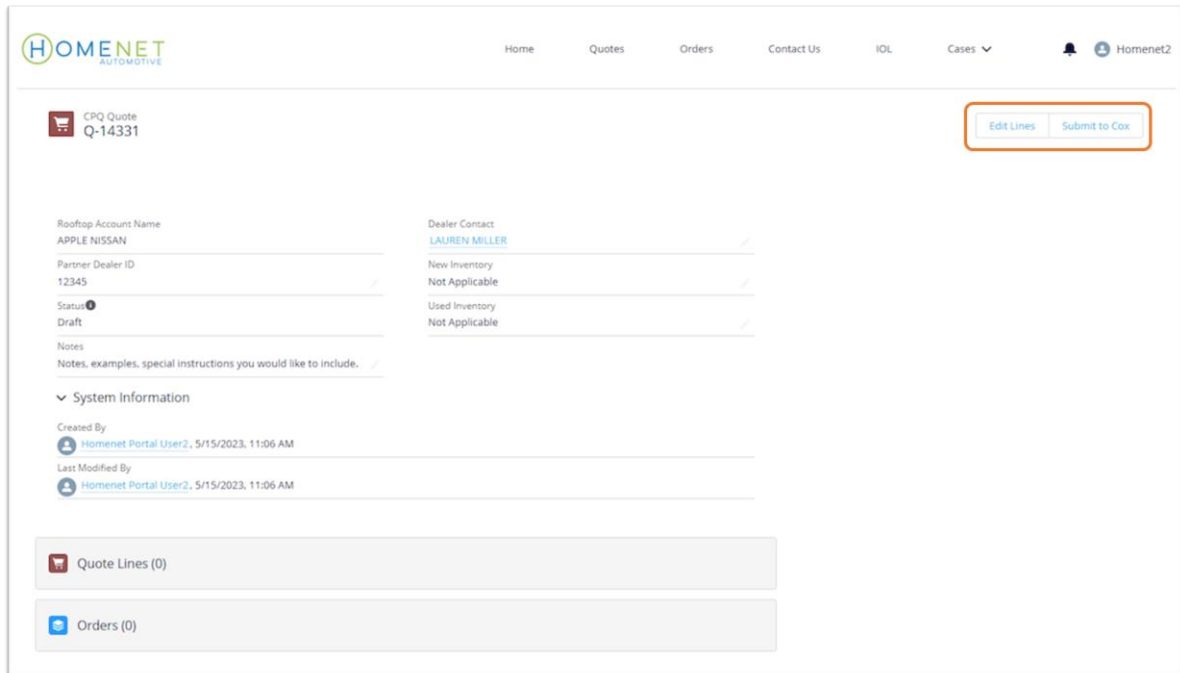 HOMENET
AUTOMOTIVE
Home Quotes Orders Contact Us IOL Cases Homenet2
CPQ Quote
Q-14331
Edit Lines Submit to Cox
Rooftop Account Name
APPLE NISSAN
Dealer Contact
LAUREN MILLER
Partner Dealer ID
12345
New Inventory
Not Applicable
Status
Draft
Used Inventory
Not Applicable
Notes
Notes, examples, special instructions you would like to include.
System Information
Created By
Homenet Portal User2, 5/15/2023, 11:06 AM
Last Modified By
Homenet Portal User2, 5/15/2023, 11:06 AM
Quote Lines (0)
Orders (0)